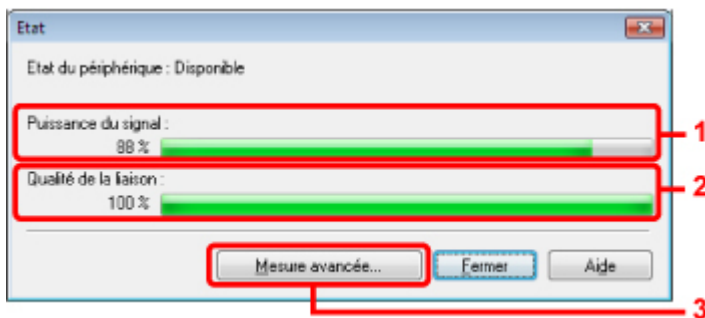 Etat
Etat du périphérique : Disponible
Puissance du signal :
88 %
1
Qualité de la liaison :
100 %
2
Mesure avancée... Fermer Aide
3